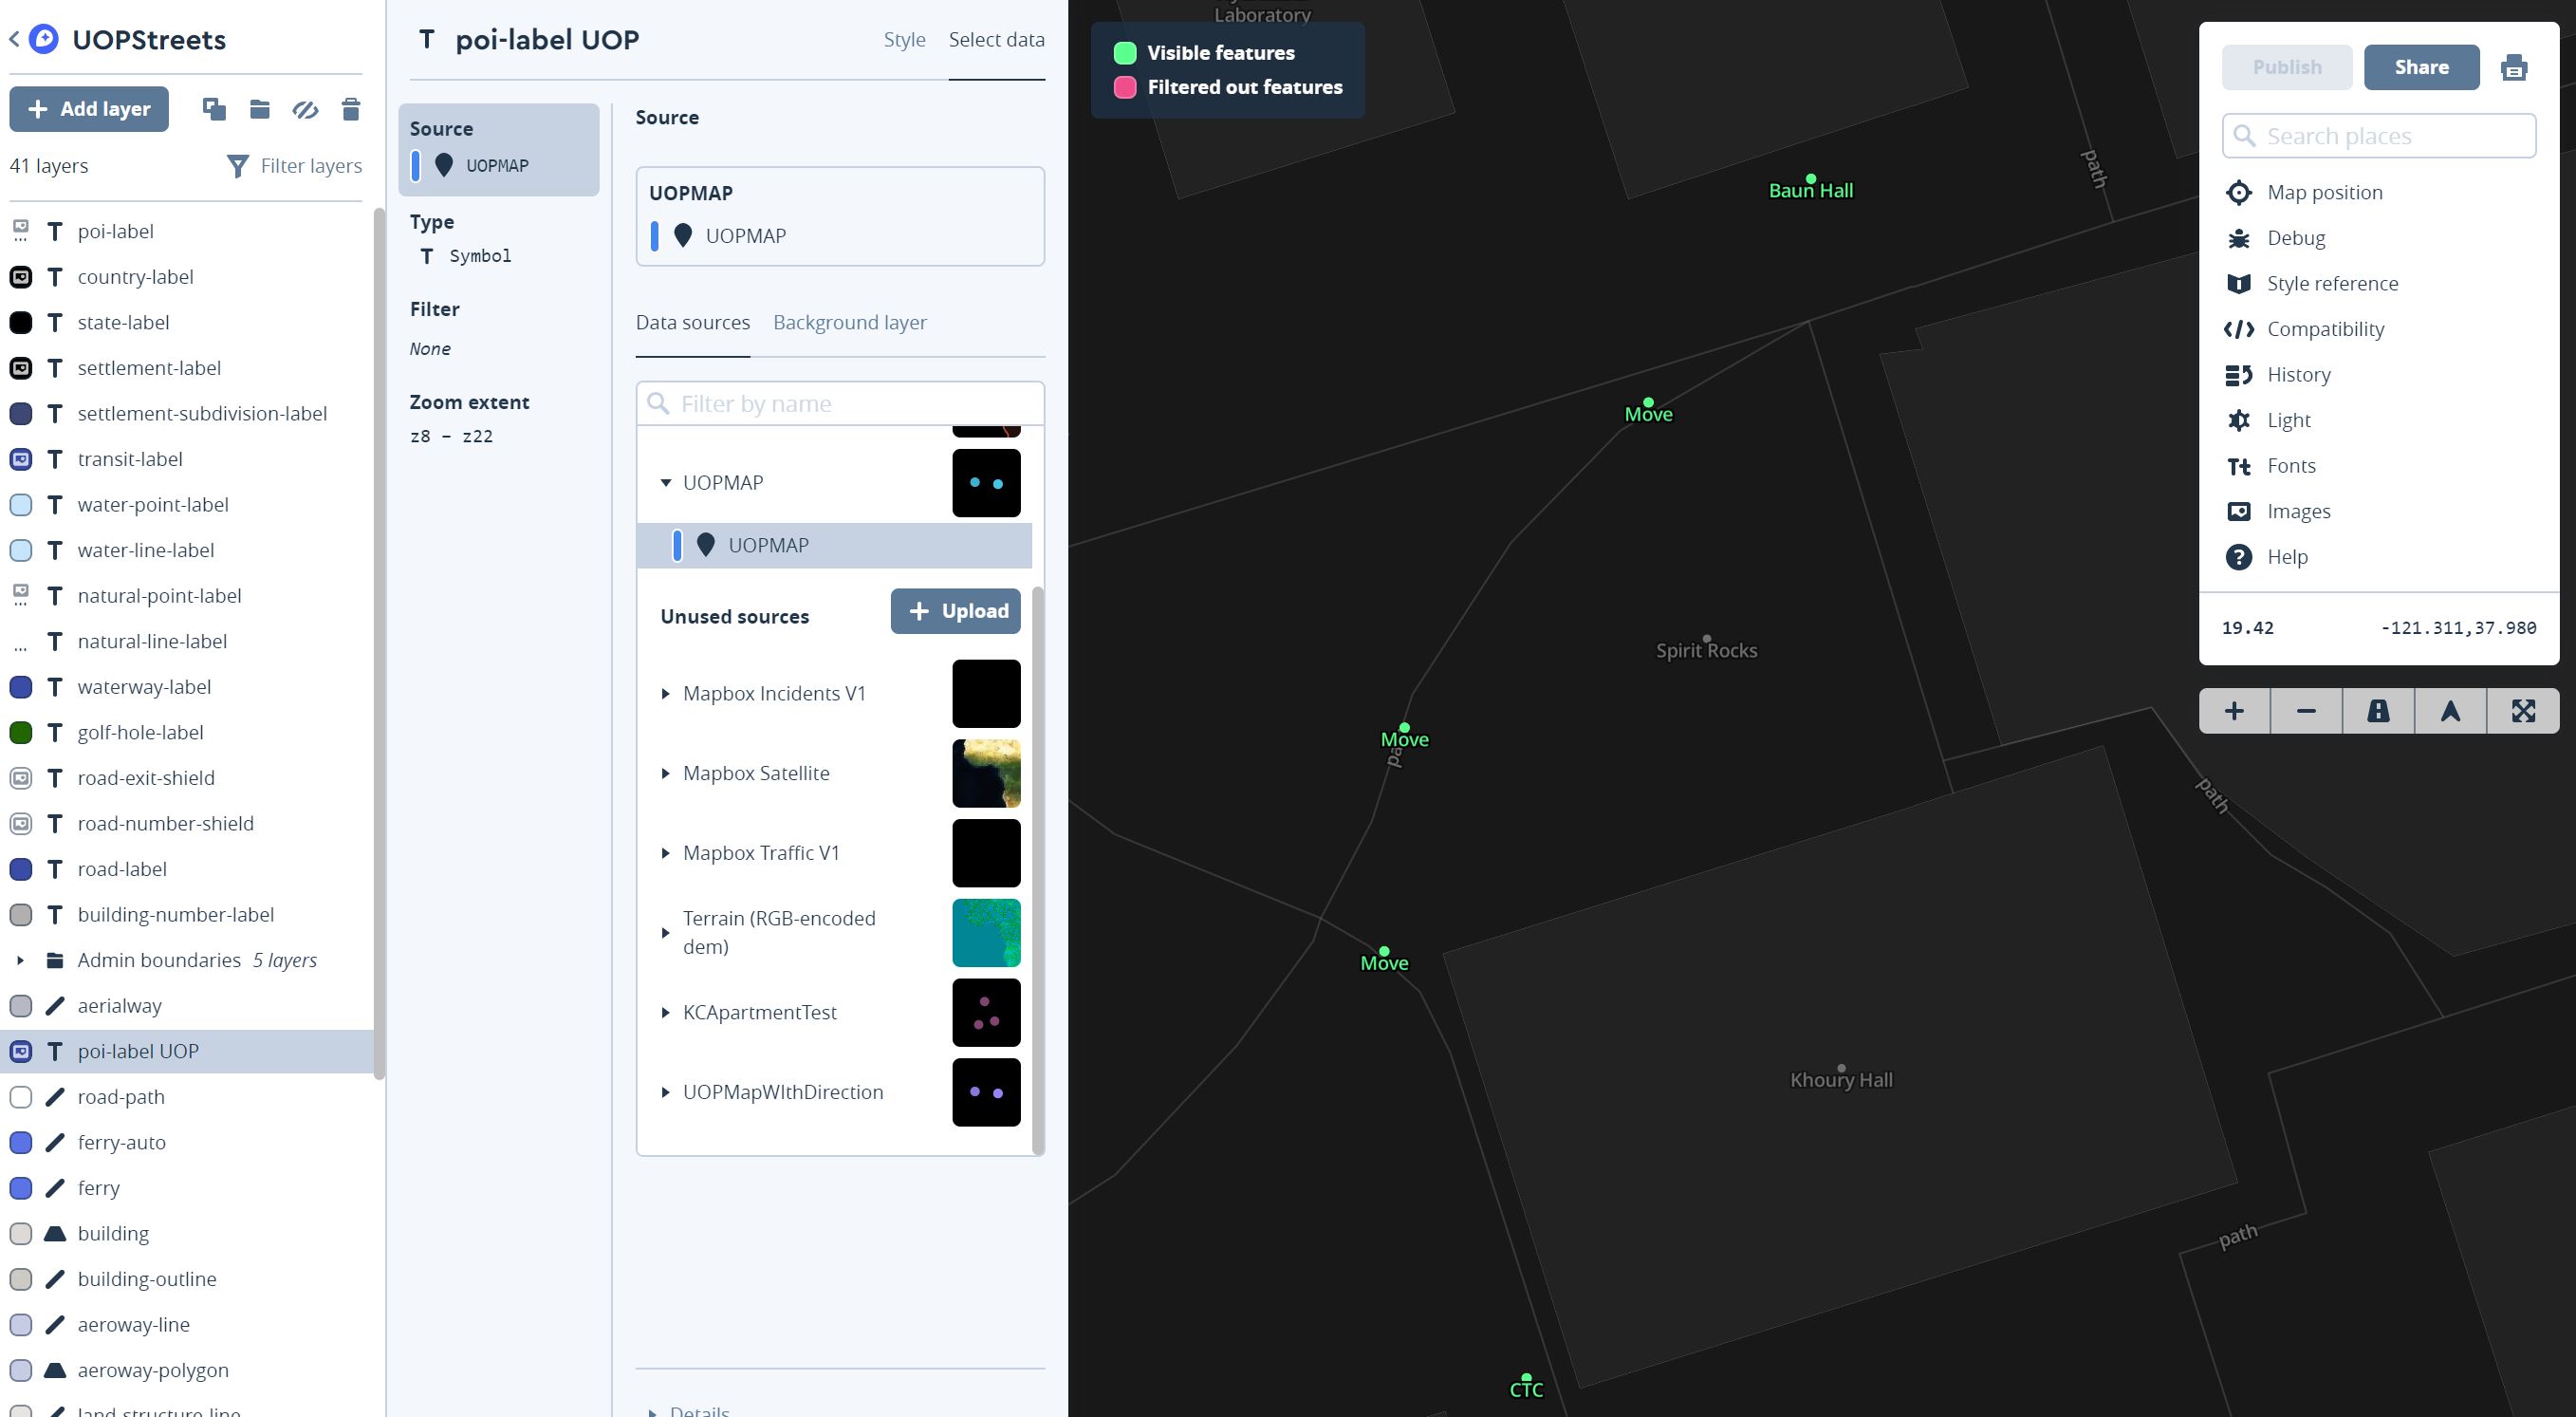 UOPStreets
Add layer
41 layers
Filter layers
poi-label
country-label
state-label
settlement-label
settlement-subdivision-label
transit-label
water-point-label
water-line-label
natural-point-label
natural-line-label
waterway-label
golf-hole-label
road-exit-shield
road-number-shield
road-label
building-number-label
Admin boundaries 5 layers
aerialway
poi-label UOP
road-path
ferry-auto
ferry
building
building-outline
aeroway-line
aeroway-polygon
land-structure-line
poi-label UOP
Style
Select data
Source
UOPMAP
Type
Symbol
Filter
None
Zoom extent
z8 – z22
Source
UOPMAP
UOPMAP
Data sources
Background layer
Filter by name
UOPMAP
UOPMAP
Unused sources
Upload
Mapbox Incidents V1
Mapbox Satellite
Mapbox Traffic V1
Terrain (RGB-encoded
dem)
KCApartmentTest
UOPMapWIthDirection
Details
Laboratory
Visible features
Filtered out features
Baun Hall
path
Move
Spirit Rocks
Move
path
Move
Khoury Hall
path
CTC
Publish
Share
Search places
Map position
Debug
Style reference
Compatibility
History
Light
Fonts
Images
Help
19.42
-121.311,37.980